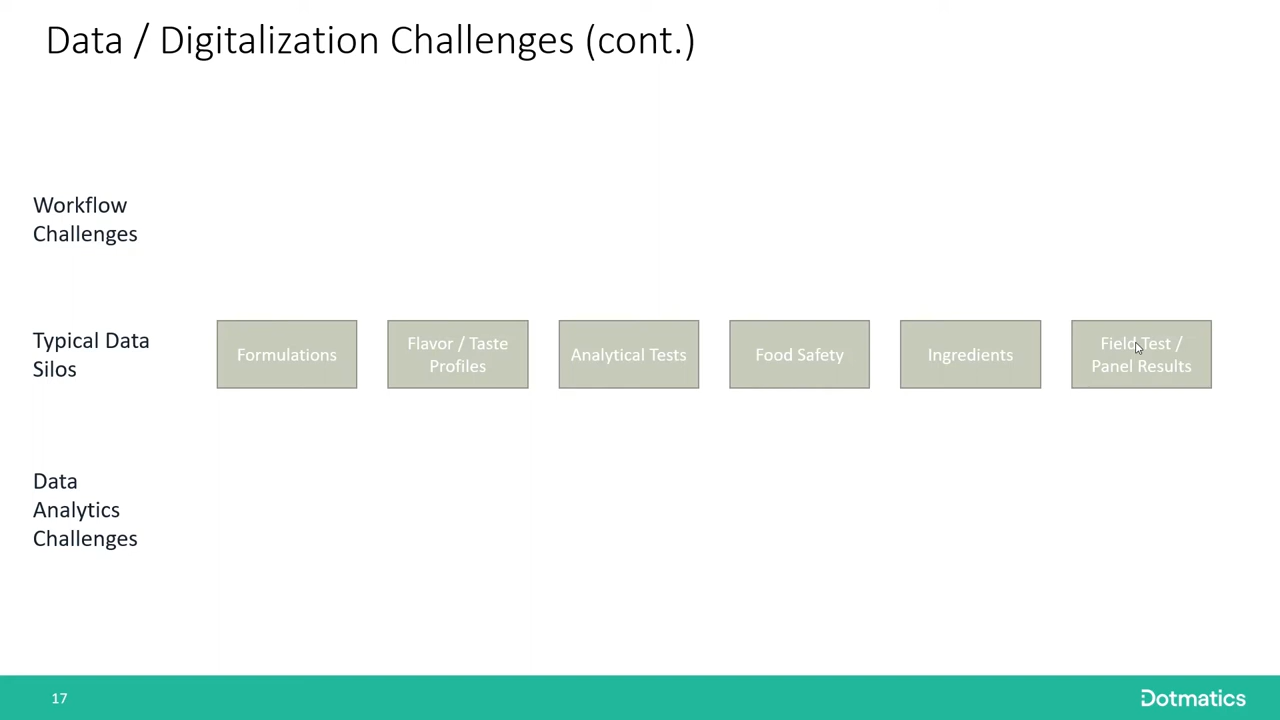 Data / Digitalization Challenges (cont.)
Workflow
Challenges
Typical Data
Silos
Formulations
Flavor / Taste
Profiles
Analytical Tests
Food Safety
Ingredients
Field Test /
Panel Results
Data
Analytics
Challenges
17
Dotmatics